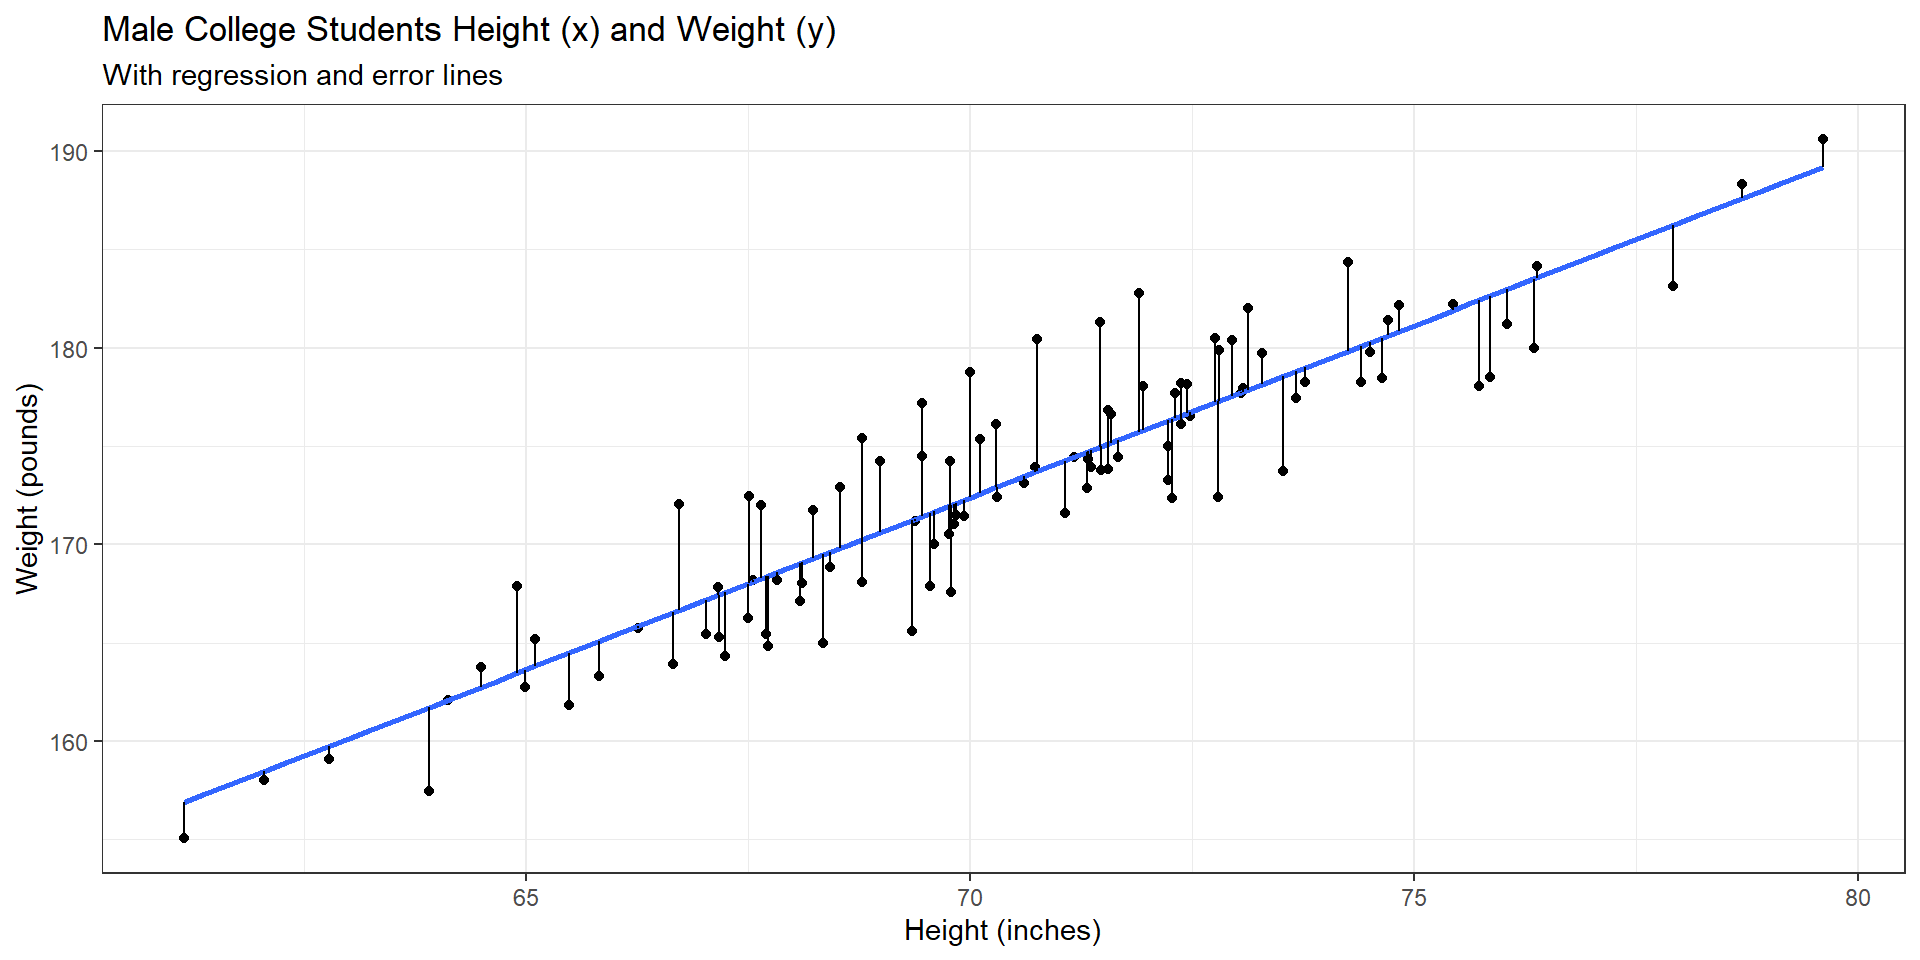 Male College Students Height (x) and Weight (y)
With regression and error lines
190
180
170
160
Weight (pounds)
65
70
75
80
Height (inches)